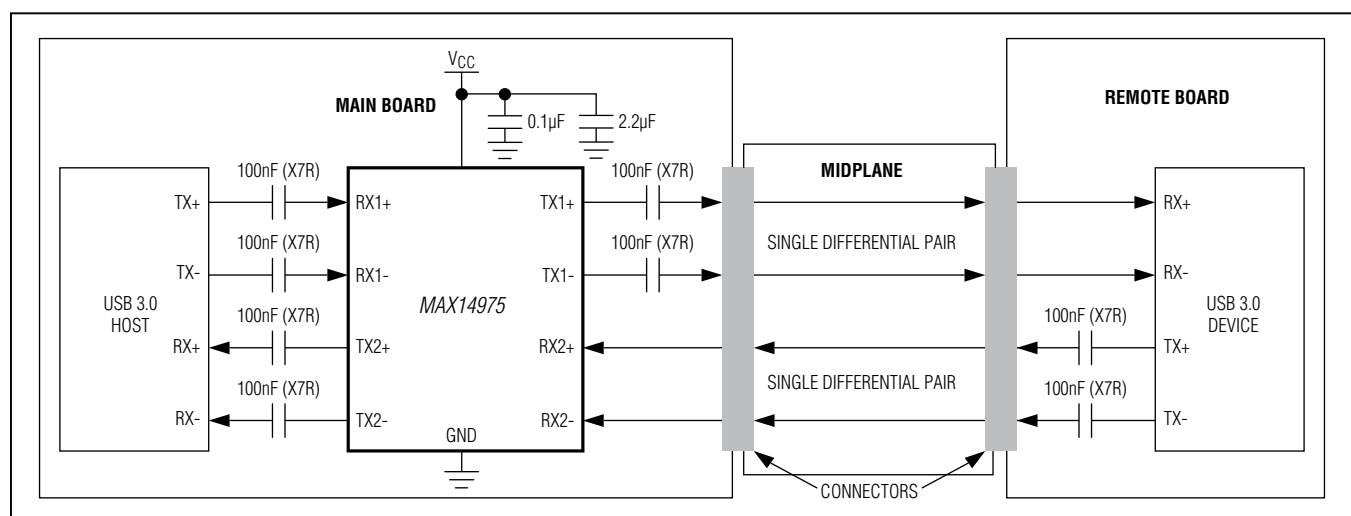 VCC
MAIN BOARD
0.1µF
2.2µF
REMOTE BOARD
100nF (X7R)
100nF (X7R)
MIDPLANE
TX+
RX1+
TX1+
RX+
100nF (X7R)
100nF (X7R)
SINGLE DIFFERENTIAL PAIR
TX-
RX1-
TX1-
RX-
USB 3.0
HOST
MAX14975
USB 3.0
DEVICE
100nF (X7R)
100nF (X7R)
RX+
TX2+
RX2+
TX+
100nF (X7R)
SINGLE DIFFERENTIAL PAIR
100nF (X7R)
RX-
TX2-
RX2-
TX-
GND
CONNECTORS